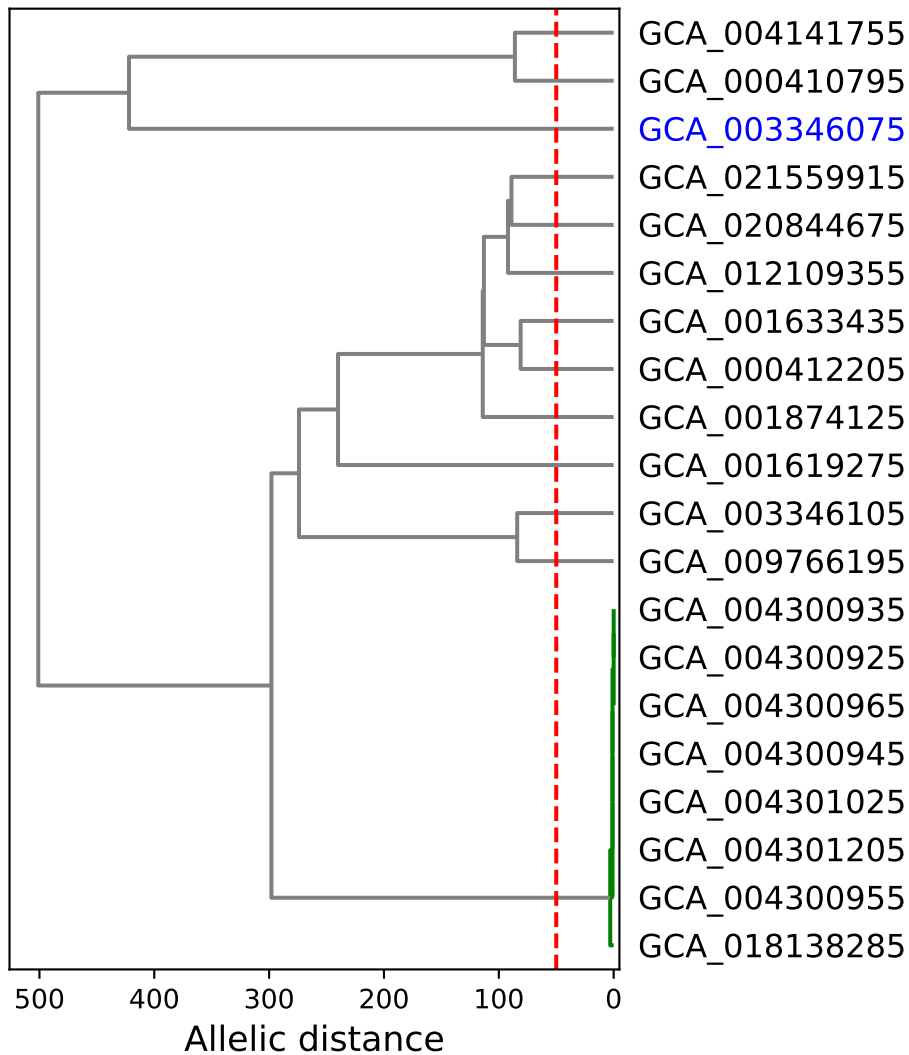 GCA_004141755
GCA_000410795
GCA_003346075
GCA_021559915
GCA_020844675
GCA_012109355
GCA_001633435
GCA_000412205
GCA_001874125
GCA_001619275
GCA_003346105
GCA_009766195
GCA_004300935
GCA_004300925
GCA_004300965
GCA_004300945
GCA_004301025
GCA_004301205
GCA_004300955
GCA_018138285
500 400 300 200 100 0
Allelic distance